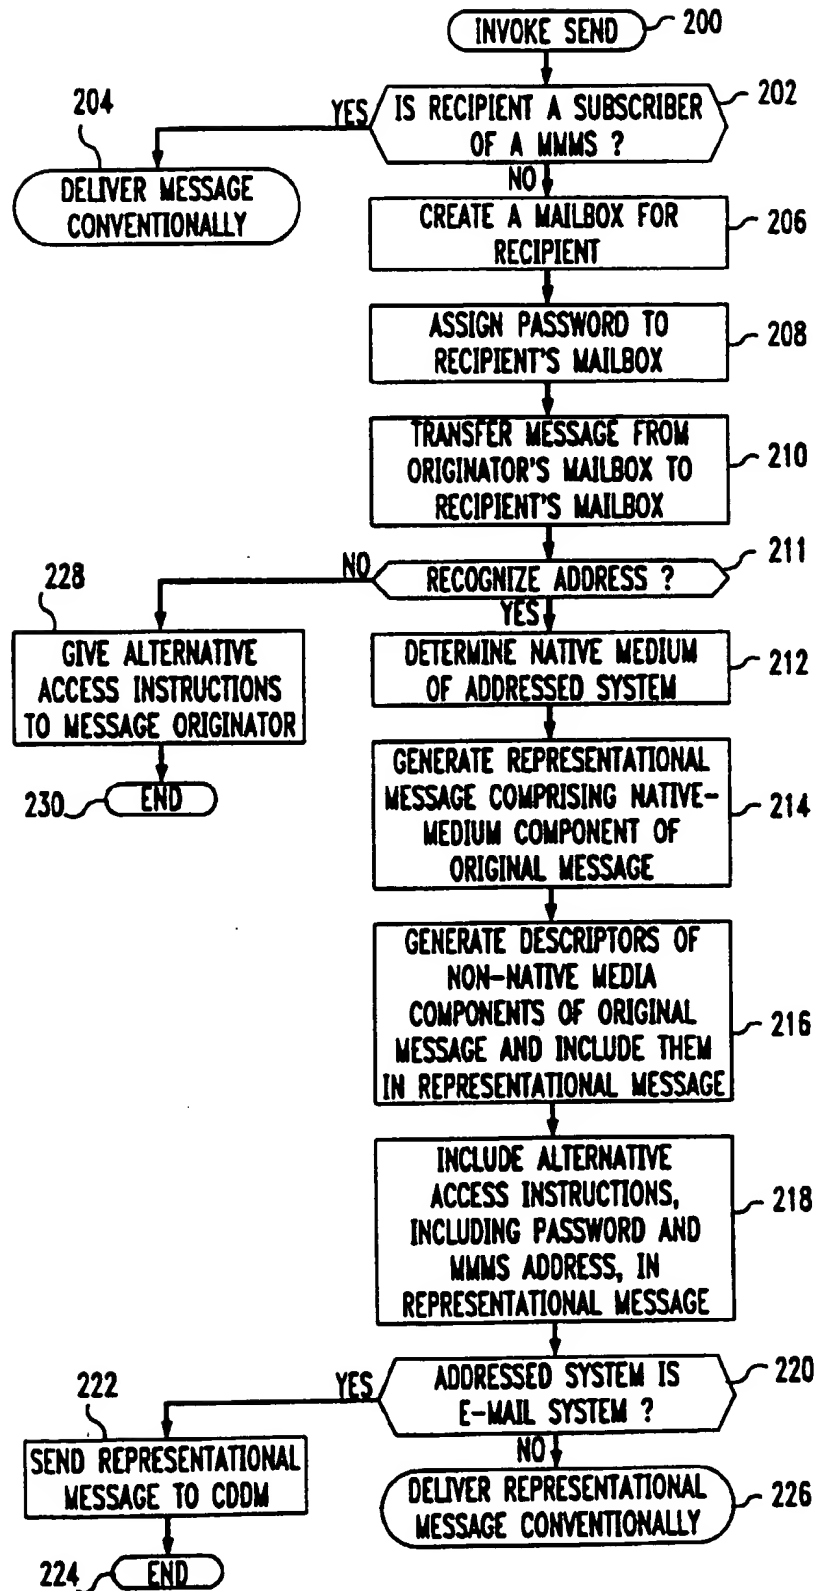 INVOKE SEND
200
IS RECIPIENT A SUBSCRIBER
OF A MMMS ?
202
YES
204
DELIVER MESSAGE
CONVENTIONALLY
NO
CREATE A MAILBOX FOR
RECIPIENT
206
ASSIGN PASSWORD TO
RECIPIENT'S MAILBOX
208
TRANSFER MESSAGE FROM
ORIGINATOR'S MAILBOX TO
RECIPIENT'S MAILBOX
210
RECOGNIZE ADDRESS ?
211
NO
228
GIVE ALTERNATIVE
ACCESS INSTRUCTIONS
TO MESSAGE ORIGINATOR
END
230
YES
DETERMINE NATIVE MEDIUM
OF ADDRESSED SYSTEM
212
GENERATE REPRESENTATIONAL
MESSAGE COMPRISING NATIVE-
MEDIUM COMPONENT OF
ORIGINAL MESSAGE
214
GENERATE DESCRIPTORS OF
NON-NATIVE MEDIA
COMPONENTS OF ORIGINAL
MESSAGE AND INCLUDE THEM
IN REPRESENTATIONAL MESSAGE
216
INCLUDE ALTERNATIVE
ACCESS INSTRUCTIONS,
INCLUDING PASSWORD AND
MMMS ADDRESS, IN
REPRESENTATIONAL MESSAGE
218
ADDRESSED SYSTEM IS
E-MAIL SYSTEM ?
220
YES
222
SEND REPRESENTATIONAL
MESSAGE TO CDDM
END
224
NO
DELIVER REPRESENTATIONAL
MESSAGE CONVENTIONALLY
226